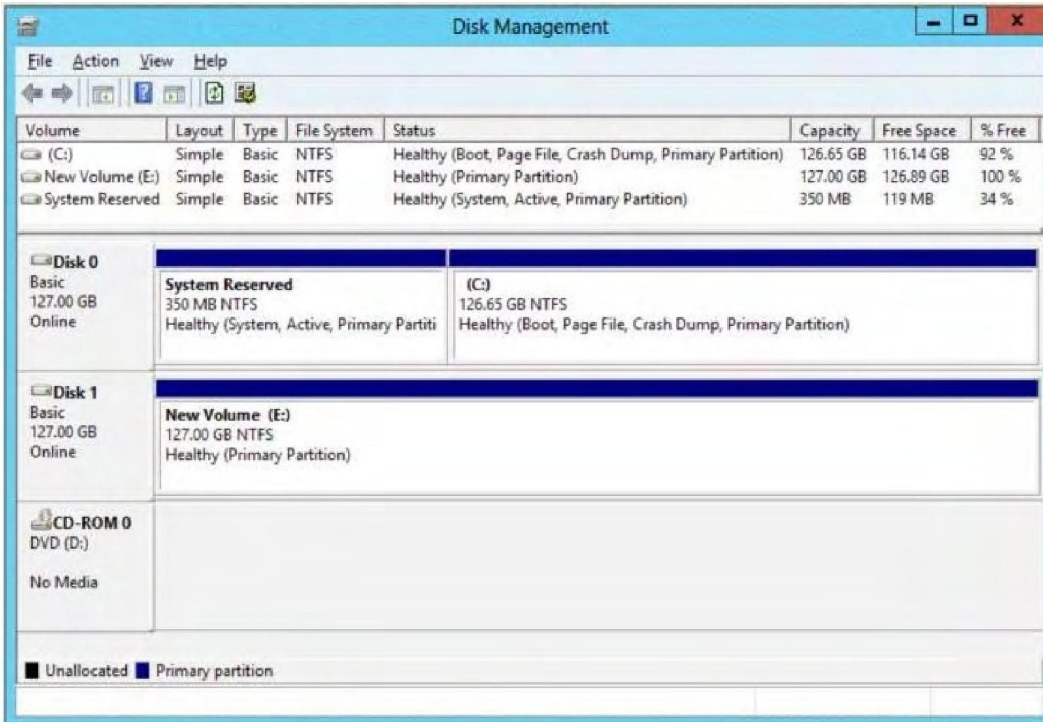 Disk Management
File Action View Help
Volume Layout Type File System Status Capacity Free Space % Free
(C:) Simple Basic NTFS Healthy (Boot, Page File, Crash Dump, Primary Partition) 126.65 GB 116.14 GB 92 %
New Volume (E:) Simple Basic NTFS Healthy (Primary Partition) 127.00 GB 126.89 GB 100 %
System Reserved Simple Basic NTFS Healthy (System, Active, Primary Partition) 350 MB 119 MB 34 %
Disk 0
Basic
127.00 GB
Online
System Reserved
350 MB NTFS
Healthy (System, Active, Primary Partiti
(C:)
126.65 GB NTFS
Healthy (Boot, Page File, Crash Dump, Primary Partition)
Disk 1
Basic
127.00 GB
Online
New Volume (E:)
127.00 GB NTFS
Healthy (Primary Partition)
CD-ROM 0
DVD (D:)
No Media
Unallocated Primary partition